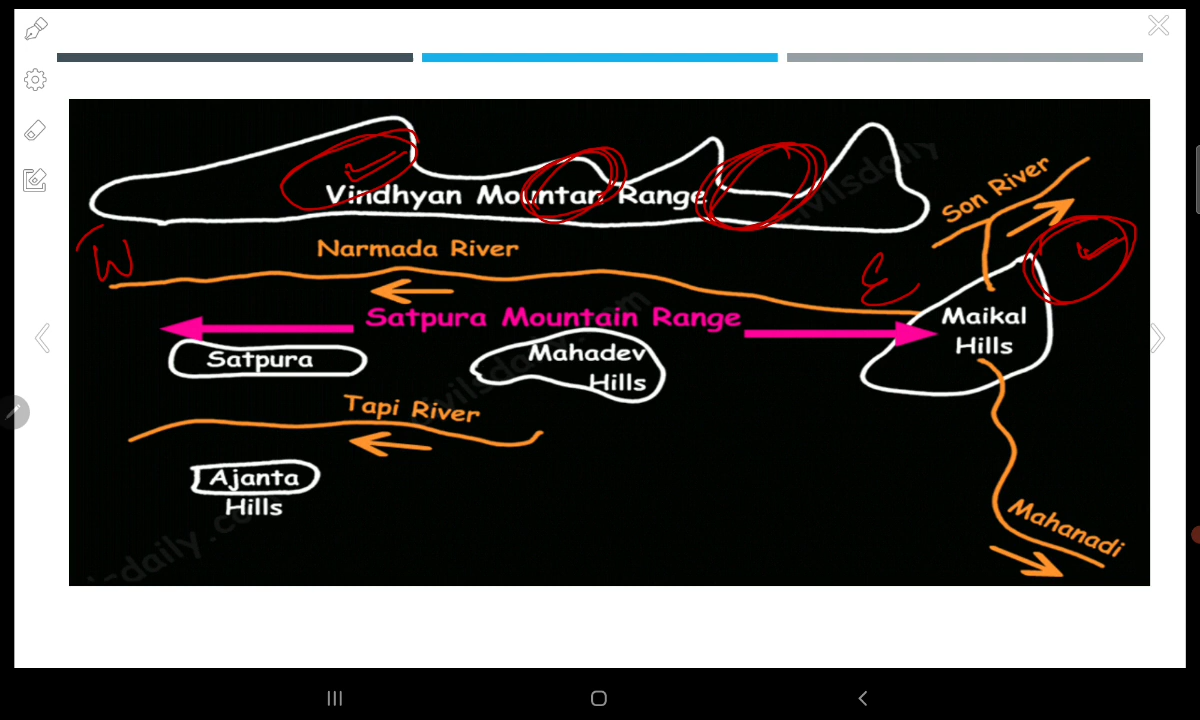 Vindhyan Mountan Range
Son River
Narmada River
W
E
Satpura Mountain Range
Maikal
Hills
Satpura
Mahadev
Hills
Tapi River
Ajanta
Hills
Mahanadi